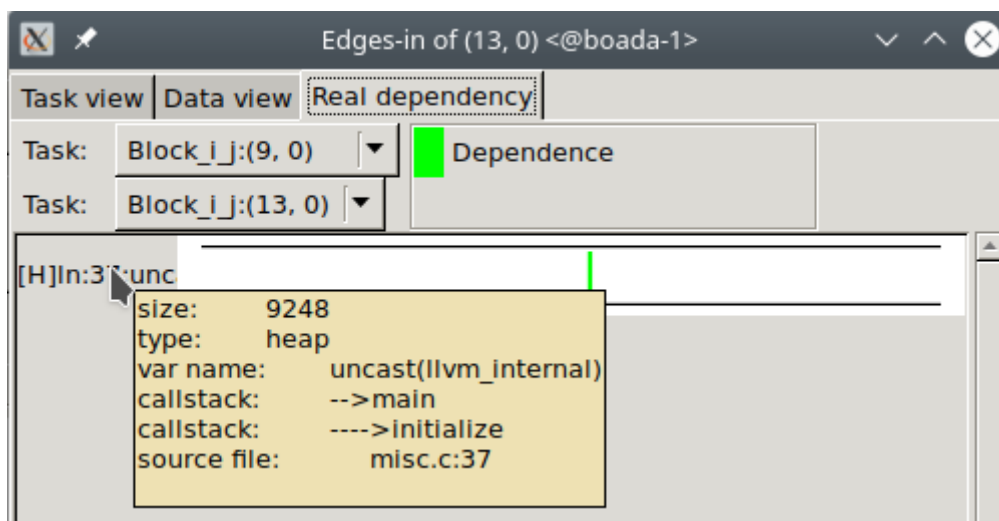 Edges-in of (13, 0) <@boada-1>
Task view Data view Real dependency
Task: Block_i_j:(9, 0) Dependence
Task: Block_i_j:(13, 0)
[H]ln:37:unc
size: 9248
type: heap
var name: uncast(llvm_internal)
callstack: -->main
callstack: ---->initialize
source file: misc.c:37